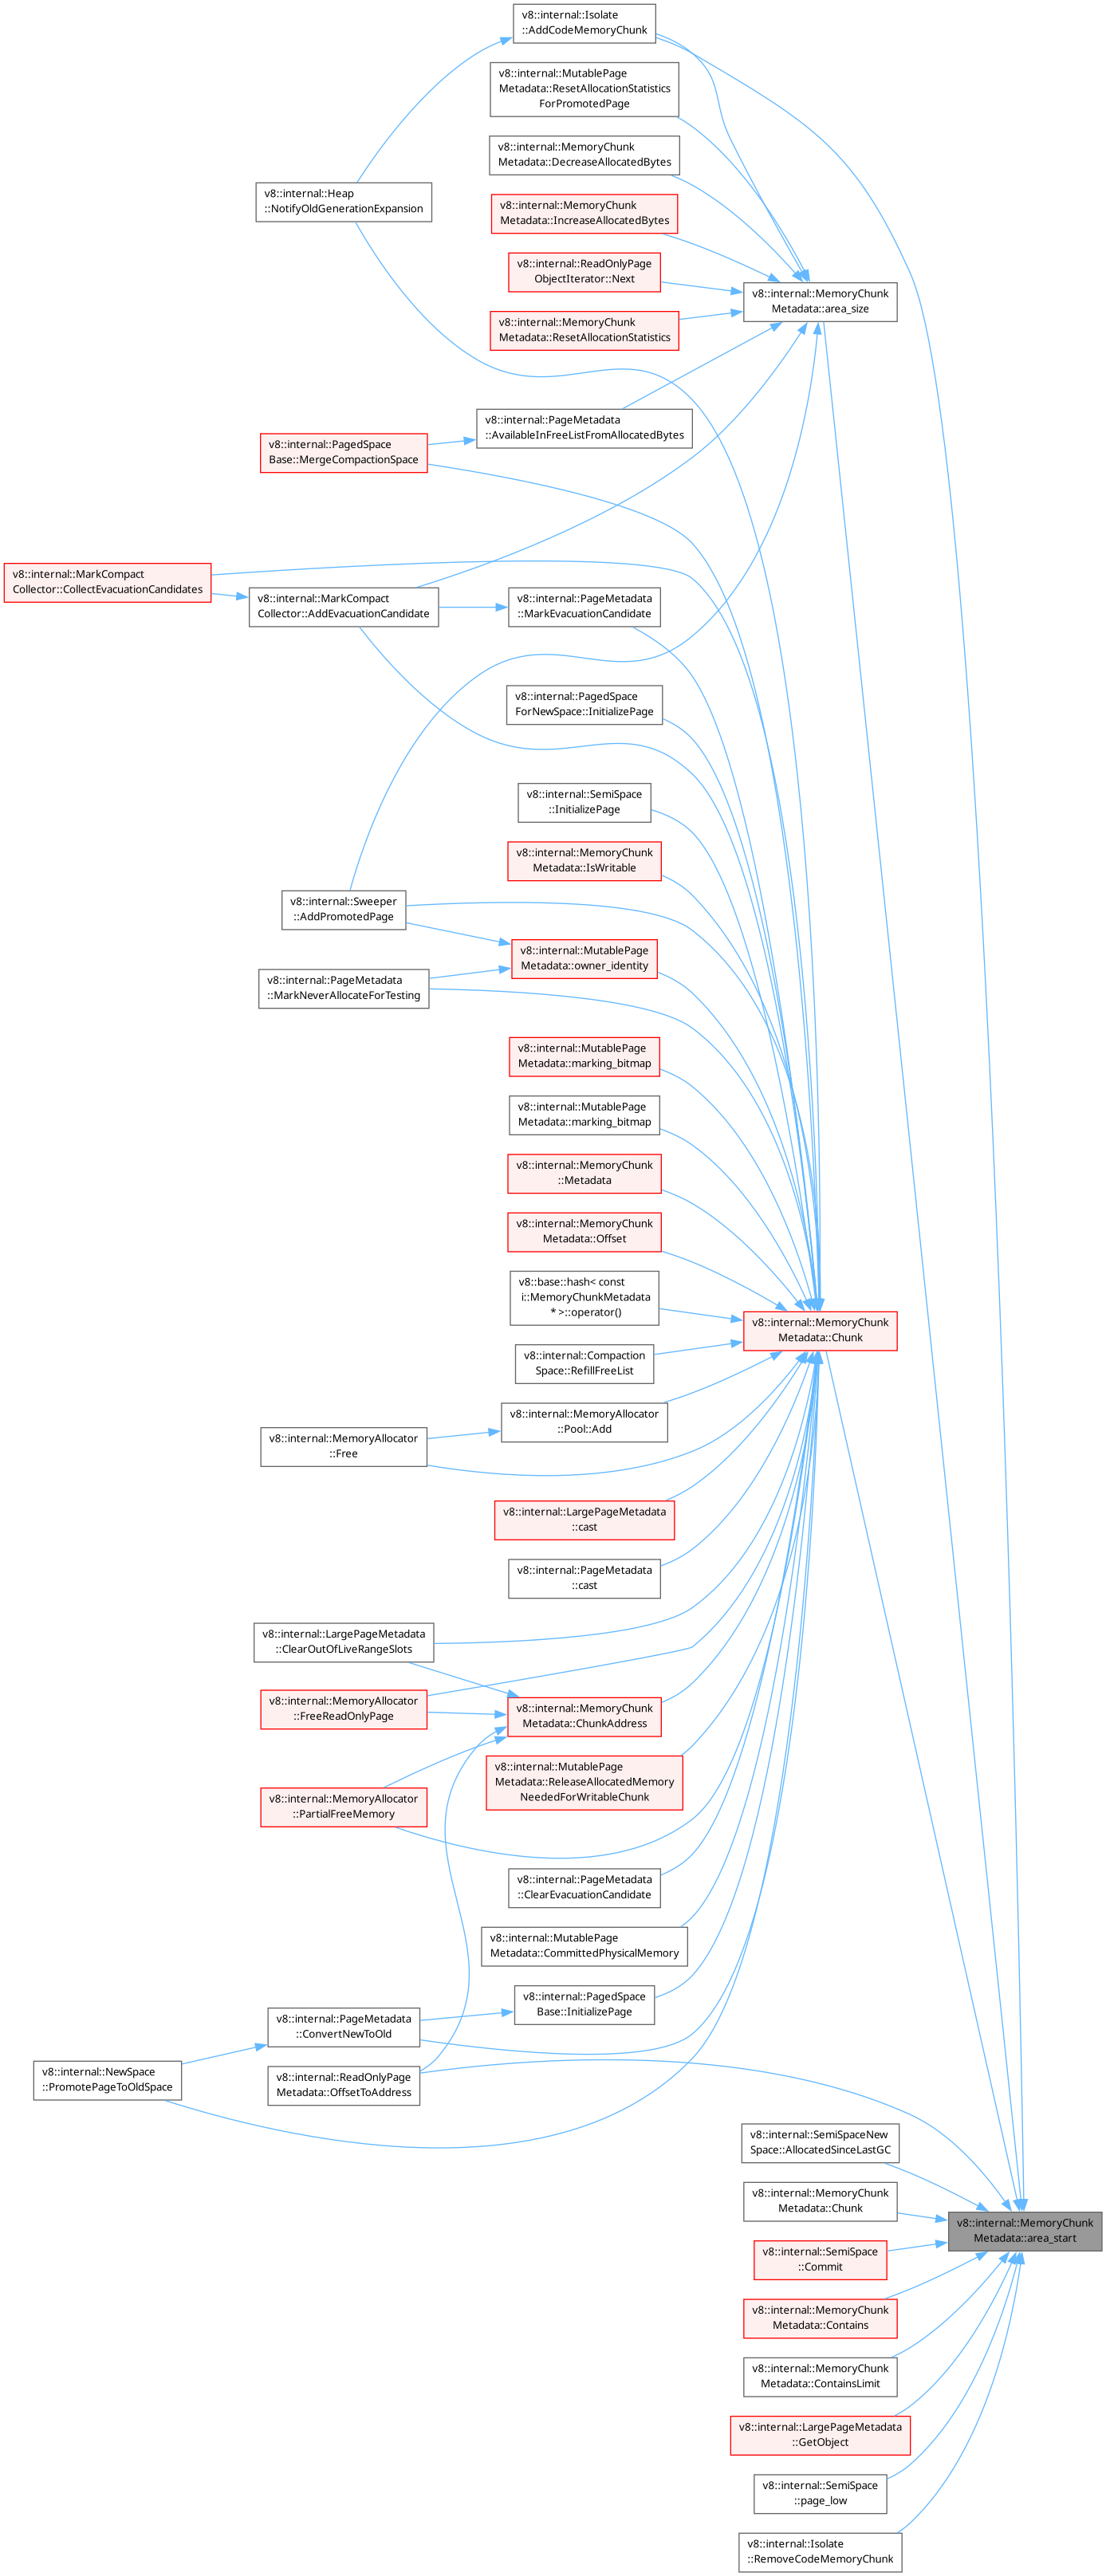 v8::internal::Isolate
::AddCodeMemoryChunk
v8::internal::MutablePage
Metadata::ResetAllocationStatistics
ForPromotedPage
v8::internal::MemoryChunk
Metadata::DecreaseAllocatedBytes
v8::internal::Heap
::NotifyOldGenerationExpansion
v8::internal::MemoryChunk
Metadata::IncreaseAllocatedBytes
v8::internal::ReadOnlyPage
ObjectIterator::Next
v8::internal::MemoryChunk
Metadata::area_size
v8::internal::MemoryChunk
Metadata::ResetAllocationStatistics
v8::internal::PageMetadata
::AvailableInFreeListFromAllocatedBytes
v8::internal::PagedSpace
Base::MergeCompactionSpace
v8::internal::MarkCompact
Collector::CollectEvacuationCandidates
v8::internal::MarkCompact
Collector::AddEvacuationCandidate
v8::internal::PageMetadata
::MarkEvacuationCandidate
v8::internal::PagedSpace
ForNewSpace::InitializePage
v8::internal::SemiSpace
::InitializePage
v8::internal::MemoryChunk
Metadata::IsWritable
v8::internal::Sweeper
::AddPromotedPage
v8::internal::MutablePage
Metadata::owner_identity
v8::internal::PageMetadata
::MarkNeverAllocateForTesting
v8::internal::MutablePage
Metadata::marking_bitmap
v8::internal::MutablePage
Metadata::marking_bitmap
v8::internal::MemoryChunk
::Metadata
v8::internal::MemoryChunk
Metadata::Offset
v8::base::hash< const
i::MemoryChunkMetadata
* >::operator()
v8::internal::MemoryChunk
Metadata::Chunk
v8::internal::Compaction
Space::RefillFreeList
v8::internal::MemoryAllocator
::Pool::Add
v8::internal::MemoryAllocator
::Free
v8::internal::LargePageMetadata
::cast
v8::internal::PageMetadata
::cast
v8::internal::LargePageMetadata
::ClearOutOfLiveRangeSlots
v8::internal::MemoryAllocator
::FreeReadOnlyPage
v8::internal::MemoryChunk
Metadata::ChunkAddress
v8::internal::MutablePage
Metadata::ReleaseAllocatedMemory
NeededForWritableChunk
v8::internal::MemoryAllocator
::PartialFreeMemory
v8::internal::PageMetadata
::ClearEvacuationCandidate
v8::internal::MutablePage
Metadata::CommittedPhysicalMemory
v8::internal::PagedSpace
Base::InitializePage
v8::internal::PageMetadata
::ConvertNewToOld
v8::internal::NewSpace
::PromotePageToOldSpace
v8::internal::ReadOnlyPage
Metadata::OffsetToAddress
v8::internal::SemiSpaceNew
Space::AllocatedSinceLastGC
v8::internal::MemoryChunk
Metadata::Chunk
v8::internal::MemoryChunk
Metadata::area_start
v8::internal::SemiSpace
::Commit
v8::internal::MemoryChunk
Metadata::Contains
v8::internal::MemoryChunk
Metadata::ContainsLimit
v8::internal::LargePageMetadata
::GetObject
v8::internal::SemiSpace
::page_low
v8::internal::Isolate
::RemoveCodeMemoryChunk